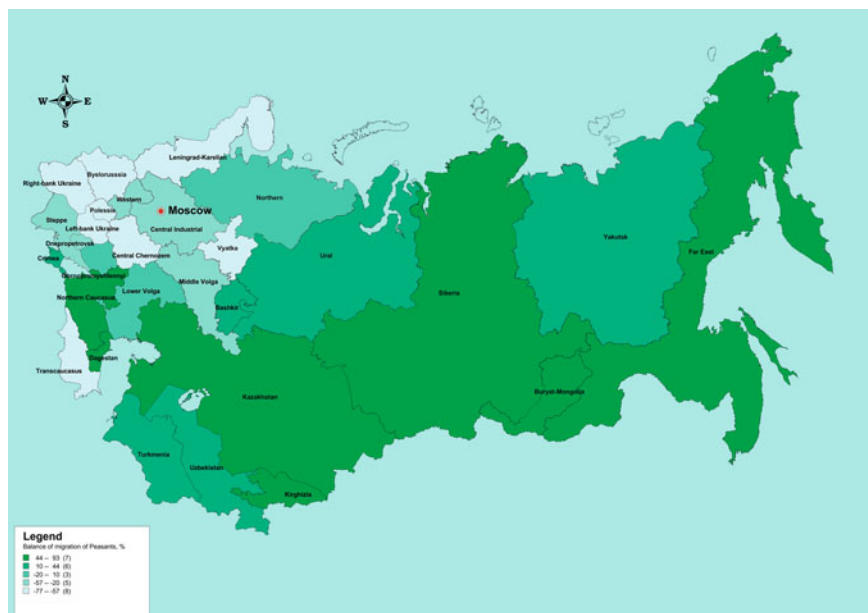 N
W E
S
Leningrad-Karelian
Byelorusssia
Right-bank Ukraine
Western
Northern
Polessia
Moscow
Steppe
Left-bank Ukraine
Central Industrial
Dnepropetrovsk
Vyatka
Yakutsk
Central Chernozem
Ural
Far East
Crimea
Middle Volga
Lower Volga
Siberia
Northern Caucasus
Bashkir
Dagestan
Transcaucasus
Buryat-Mongolia
Kazakhstan
Turkmenia
Uzbekistan
Kirghizia
Legend
Balance of migration of Peasants, %
44 – 93 (7)
10 – 44 (6)
-20 – 10 (3)
-57 – -20 (5)
-77 – -57 (8)